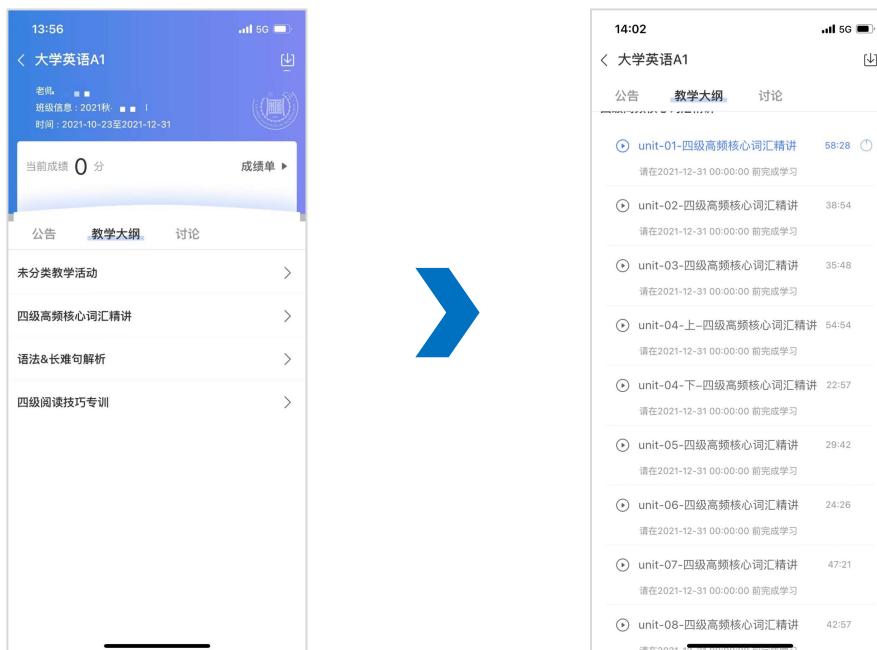 13:56
5G
大学英语A1
老师
班级信息：2021秋
时间：2021-10-23至2021-12-31
当前成绩 0 分
成绩单
公告 教学大纲 讨论
未分类教学活动
四级高频核心词汇精讲
语法&长难句解析
四级阅读技巧专训
14:02
5G
大学英语A1
公告 教学大纲 讨论
unit-01-四级高频核心词汇精讲 58:28
请在2021-12-31 00:00:00 前完成学习
unit-02-四级高频核心词汇精讲 38:54
请在2021-12-31 00:00:00 前完成学习
unit-03-四级高频核心词汇精讲 35:48
请在2021-12-31 00:00:00 前完成学习
unit-04-上-四级高频核心词汇精讲 54:54
请在2021-12-31 00:00:00 前完成学习
unit-04-下-四级高频核心词汇精讲 22:57
请在2021-12-31 00:00:00 前完成学习
unit-05-四级高频核心词汇精讲 29:42
请在2021-12-31 00:00:00 前完成学习
unit-06-四级高频核心词汇精讲 24:26
请在2021-12-31 00:00:00 前完成学习
unit-07-四级高频核心词汇精讲 47:21
请在2021-12-31 00:00:00 前完成学习
unit-08-四级高频核心词汇精讲 42:57